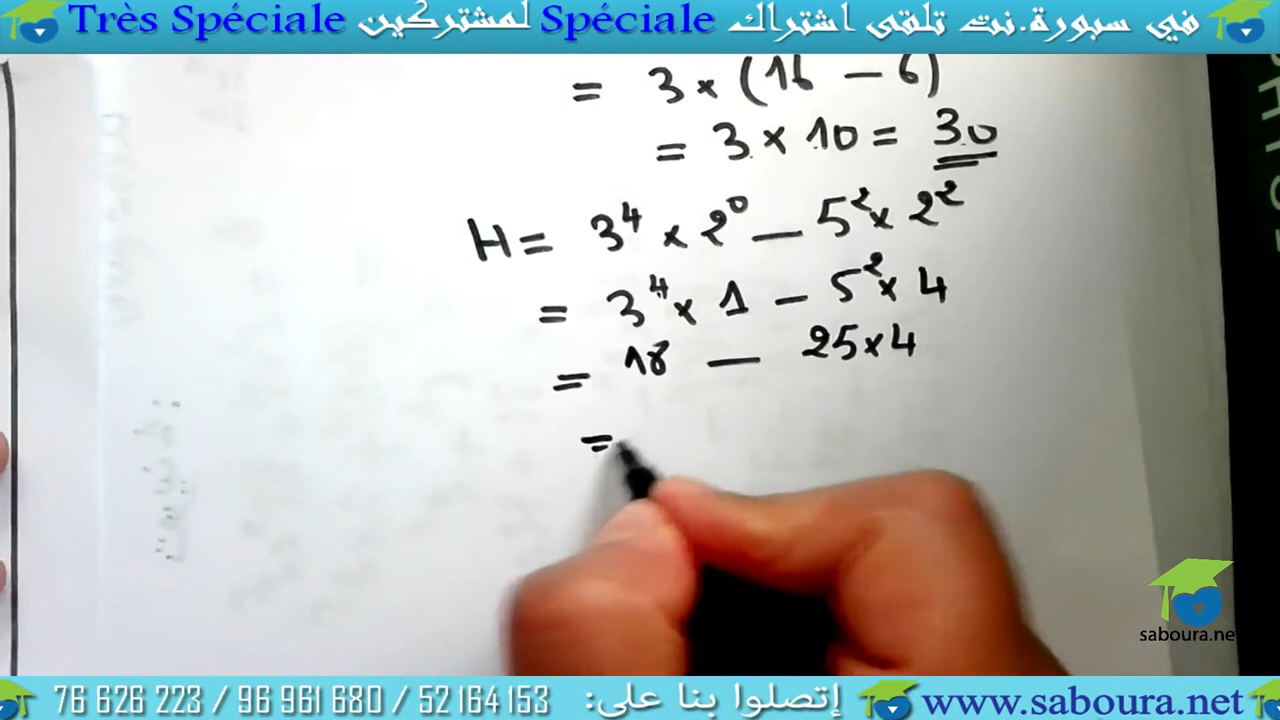 في سبورة.نت تلقى اشتراك Spéciale لمشتركين Très Spéciale
= 3 × (16 – 6)
= 3 × 10 = 30
H = 3⁴ × 2⁰ – 5² × 2²
= 3⁴ × 1 – 5² × 4
= 18 – 25 × 4
=
saboura.net
76 626 223 / 96 961 680 / 52 164 153 إتصلوا بنا على: www.saboura.net